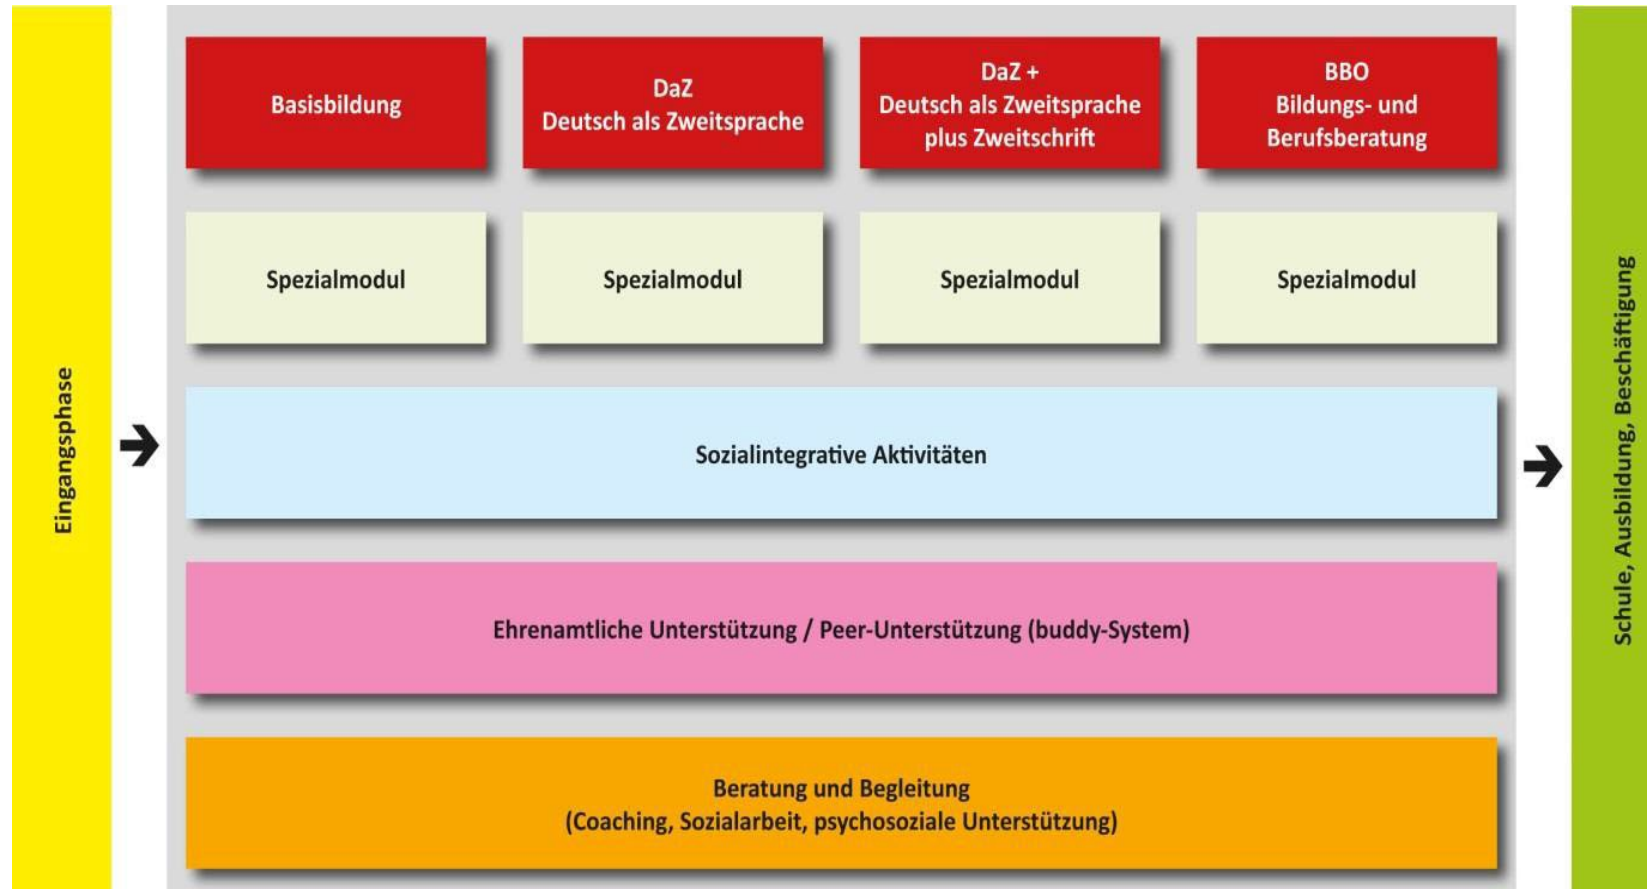 Eingangsphase
Basisbildung
DaZ
Deutsch als Zweitsprache
DaZ +
Deutsch als Zweitsprache
plus Zweitschrift
BBO
Bildungs- und
Berufsberatung
Spezialmodul
Spezialmodul
Spezialmodul
Spezialmodul
Sozialintegrative Aktivitäten
Ehrenamtliche Unterstützung / Peer-Unterstützung (buddy-System)
Beratung und Begleitung
(Coaching, Sozialarbeit, psychosoziale Unterstützung)
Schule, Ausbildung, Beschäftigung